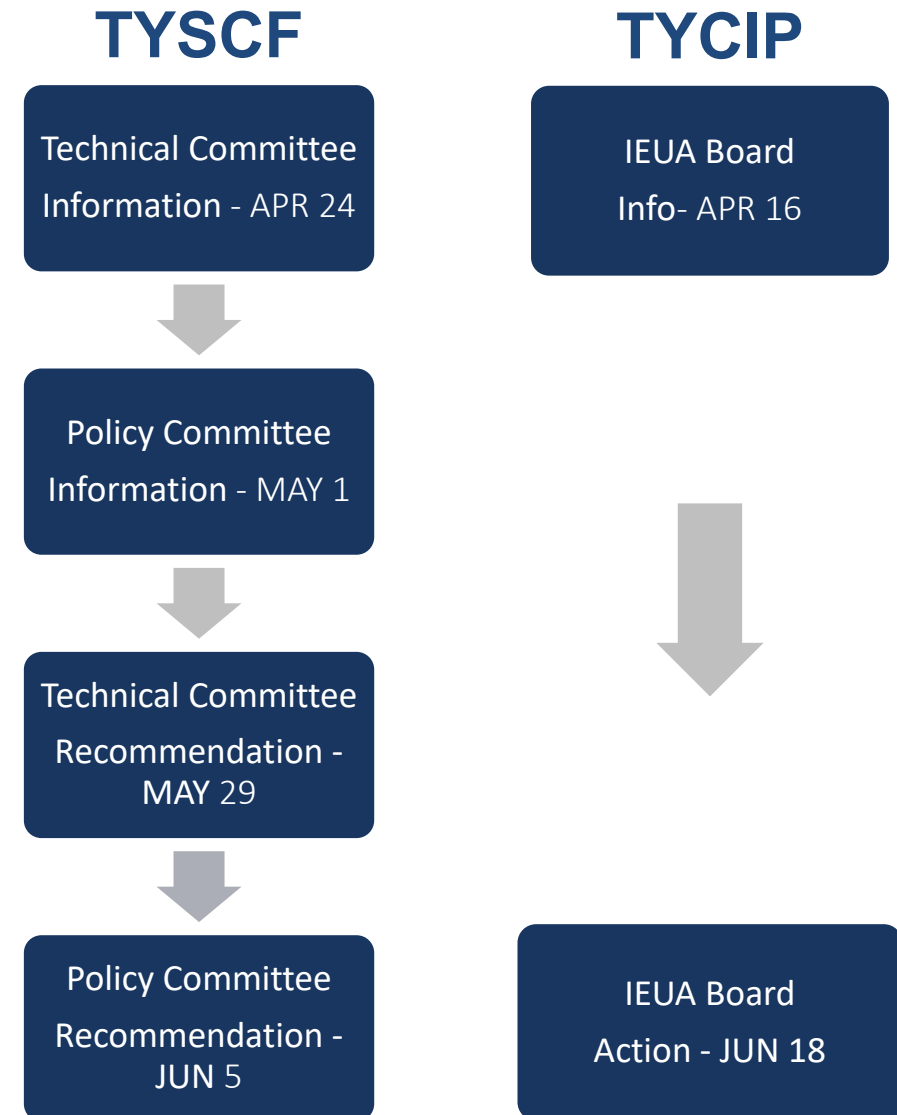 TYSCF
Technical Committee
Information - APR 24
Policy Committee
Information - MAY 1
Technical Committee
Recommendation -
MAY 29
Policy Committee
Recommendation -
JUN 5
TYCIP
IEUA Board
Info- APR 16
IEUA Board
Action - JUN 18